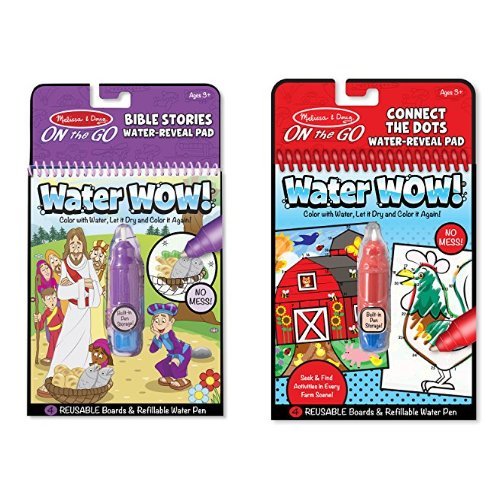 Melissa & Doug
ON the GO
Ages 3+
BIBLE STORIES
WATER-REVEAL PAD
Water WOW!
Color with Water, Let it Dry and Color it Again!
NO MESS!
Built-in
Pen
Storage!
4 REUSABLE Boards & Refillable Water Pen
Melissa & Doug
ON the GO
Ages 3+
CONNECT
THE DOTS
WATER-REVEAL PAD
Water WOW!
Color with Water, Let it Dry and Color it Again!
NO
MESS!
Built-in
Pen
Storage!
Seek & Find
Activities in Every
Farm Scene!
4 REUSABLE Boards & Refillable Water Pen